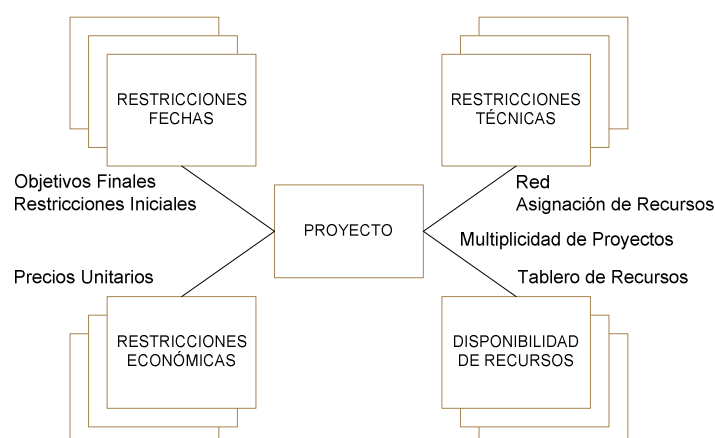 RESTRICCIONES
FECHAS
RESTRICCIONES
TÉCNICAS
Objetivos Finales
Restricciones Iniciales
Red
Asignación de Recursos
PROYECTO
Multiplicidad de Proyectos
Precios Unitarios
Tablero de Recursos
RESTRICCIONES
ECONÓMICAS
DISPONIBILIDAD
DE RECURSOS